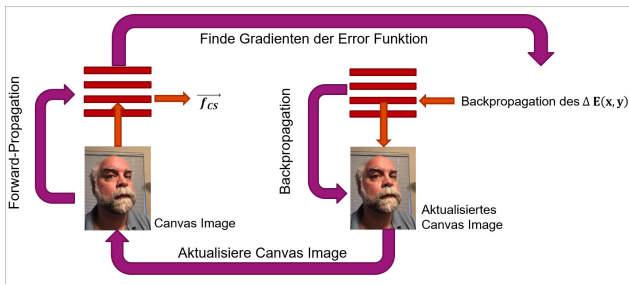 Finde Gradienten der Error Funktion
Forward-Propagation
f_CS
Canvas Image
Backpropagation
Backpropagation des Δ E(x, y)
Aktualisiertes
Canvas Image
Aktualisiere Canvas Image